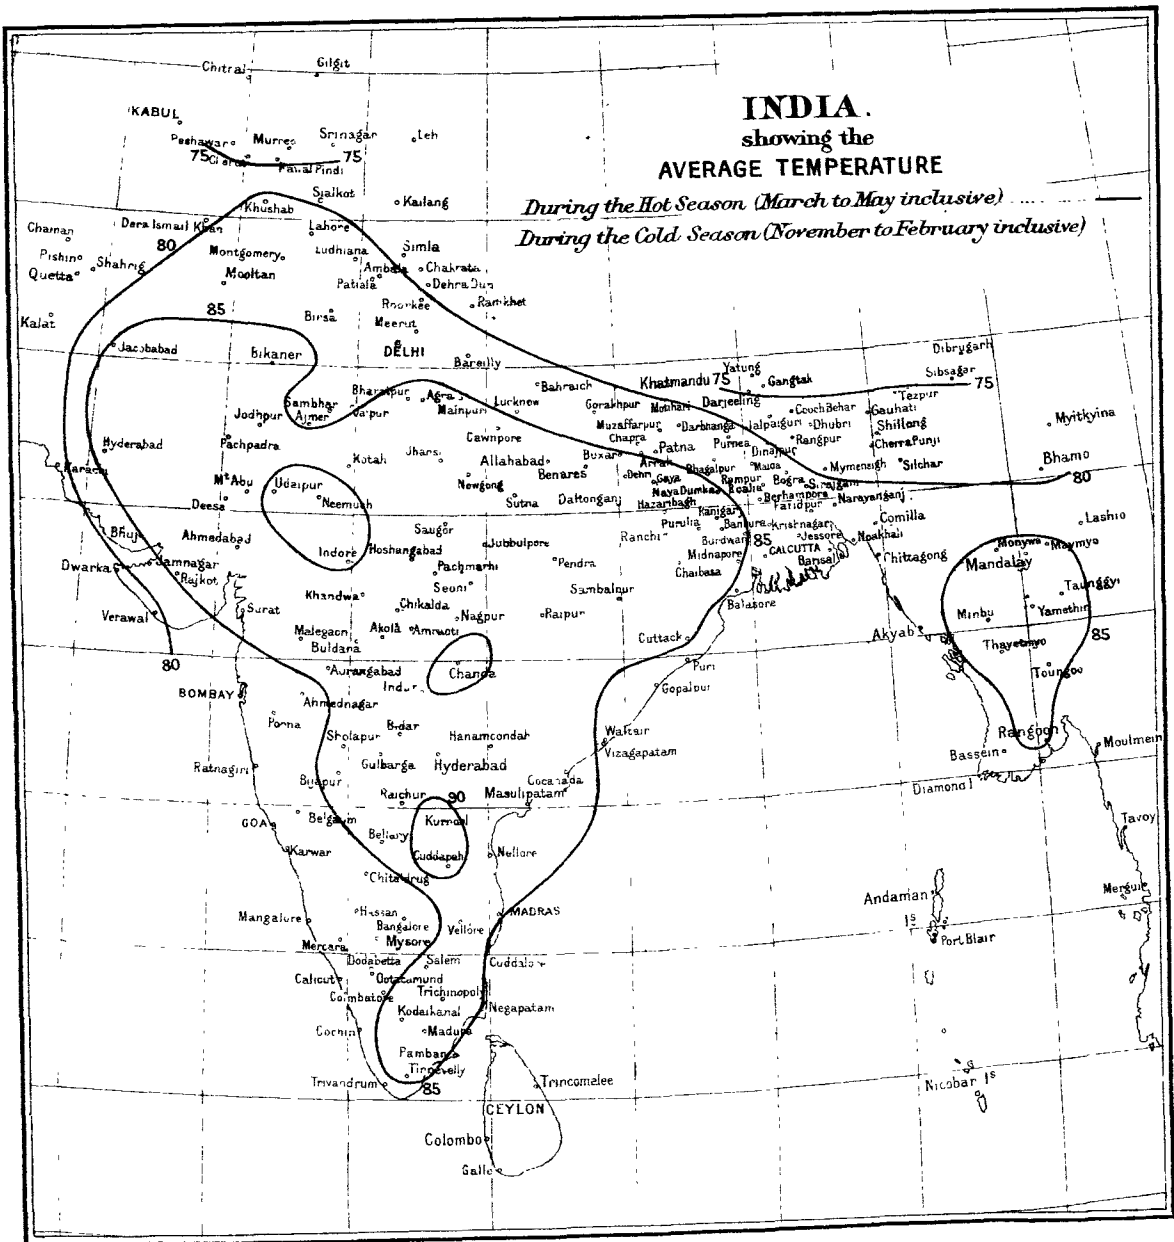 INDIA.
showing the
AVERAGE TEMPERATURE
During the Hot Season (March to May inclusive)
During the Cold Season (November to February inclusive)
Gilgit
Chitral
KABUL
Peshawar
Murree
Srinagar
Leh
75
75
Rawal Pindi
Sialkot
Khushab
Kailang
Dera Ismail Khan
Lahore
Chaman
80
Montgomery
Ludhiana
Simla
Pishin
Shahrig
Quetta
Mooltan
Ambala
Chakrata
Patiala
Dehra Dun
Roorkee
Ranikhet
85
Birsa
Meerut
Kalat
Jacobabad
Bikaner
DELHI
Bareilly
Dibrugarh
Yatung
Sibsagar
Khatmandu
75
Gangtok
75
Bahraich
Bharatpur
Agra
Mainpuri
Lucknow
Gorakhpur
Motihari
Darjeeling
Tezpur
Sambhar
Jaipur
Ajmer
Jodhpur
CoochBehar
Gauhati
Myitkyina
Muzaffarpur
Darbhanga
Jalpaiguri
Dhubri
Shillong
Cawnpore
Chapra
Patna
Purnea
Rangpur
Cherrapunji
Hyderabad
Pachpadra
Jhansi
Buxar
Dinajpur
Kotah
Allahabad
Benares
Arrah
Bhagalpur
Malda
Mymensigh
Silchar
Bhamo
Karachi
Mt Abu
Udaipur
Nowgong
Dehri
Gaya
Rampur
Bogra
Sirajganj
80
NayaDumka
Berhampore
Narayanganj
Deesa
Neemuch
Sutna
Daltonganj
Hazaribagh
Faridpur
Raniganj
Comilla
Lashio
Saugor
Purulia
Bankura
Krishnagar
Bhuj
Ahmedabad
Ranchi
Burdwan
85
Jessore
Noakhali
Indore
Hoshangabad
Jubbulpore
Midnapore
CALCUTTA
Barisal
Chittagong
Monywa
Maymyo
Dwarka
Jamnagar
Rajkot
Pachmarhi
Pendra
Chaibasa
Mandalay
Seoni
Sambalpur
Taunggyi
Khandwa
Balasore
Verawal
Surat
Chikalda
Nagpur
Raipur
Minbu
Yamethin
Malegaon
Akola
Amraoti
Cuttack
Akyab
85
Buldana
Thayetmyo
80
Aurangabad
Chanda
Puri
Toungoo
BOMBAY
Indur
Gopalpur
Ahmednagar
Bidar
Sholapur
Hanamcondah
Waltair
Rangoon
Moulmein
Vizagapatam
Bassein
Ratnagiri
Gulbarga
Hyderabad
Bijapur
Cocanada
Diamond I
Raichur
90
Masulipatam
GOA
Belgaum
Kurnool
Tavoy
Bellary
Karwar
Cuddapah
Nellore
Chitaldrug
Mergui
Andaman
Is
Hassan
MADRAS
Mangalore
Bangalore
Vellore
Port Blair
Mercara
Mysore
Dodabetta
Salem
Calicut
Ootacamund
Coimbatore
Trichinopoly
Kodaikanal
Negapatam
Cochin
Madura
Pamban
Tinnevelly
Trivandrum
85
Trincomelee
Nicobar Is
CEYLON
Colombo
Galle